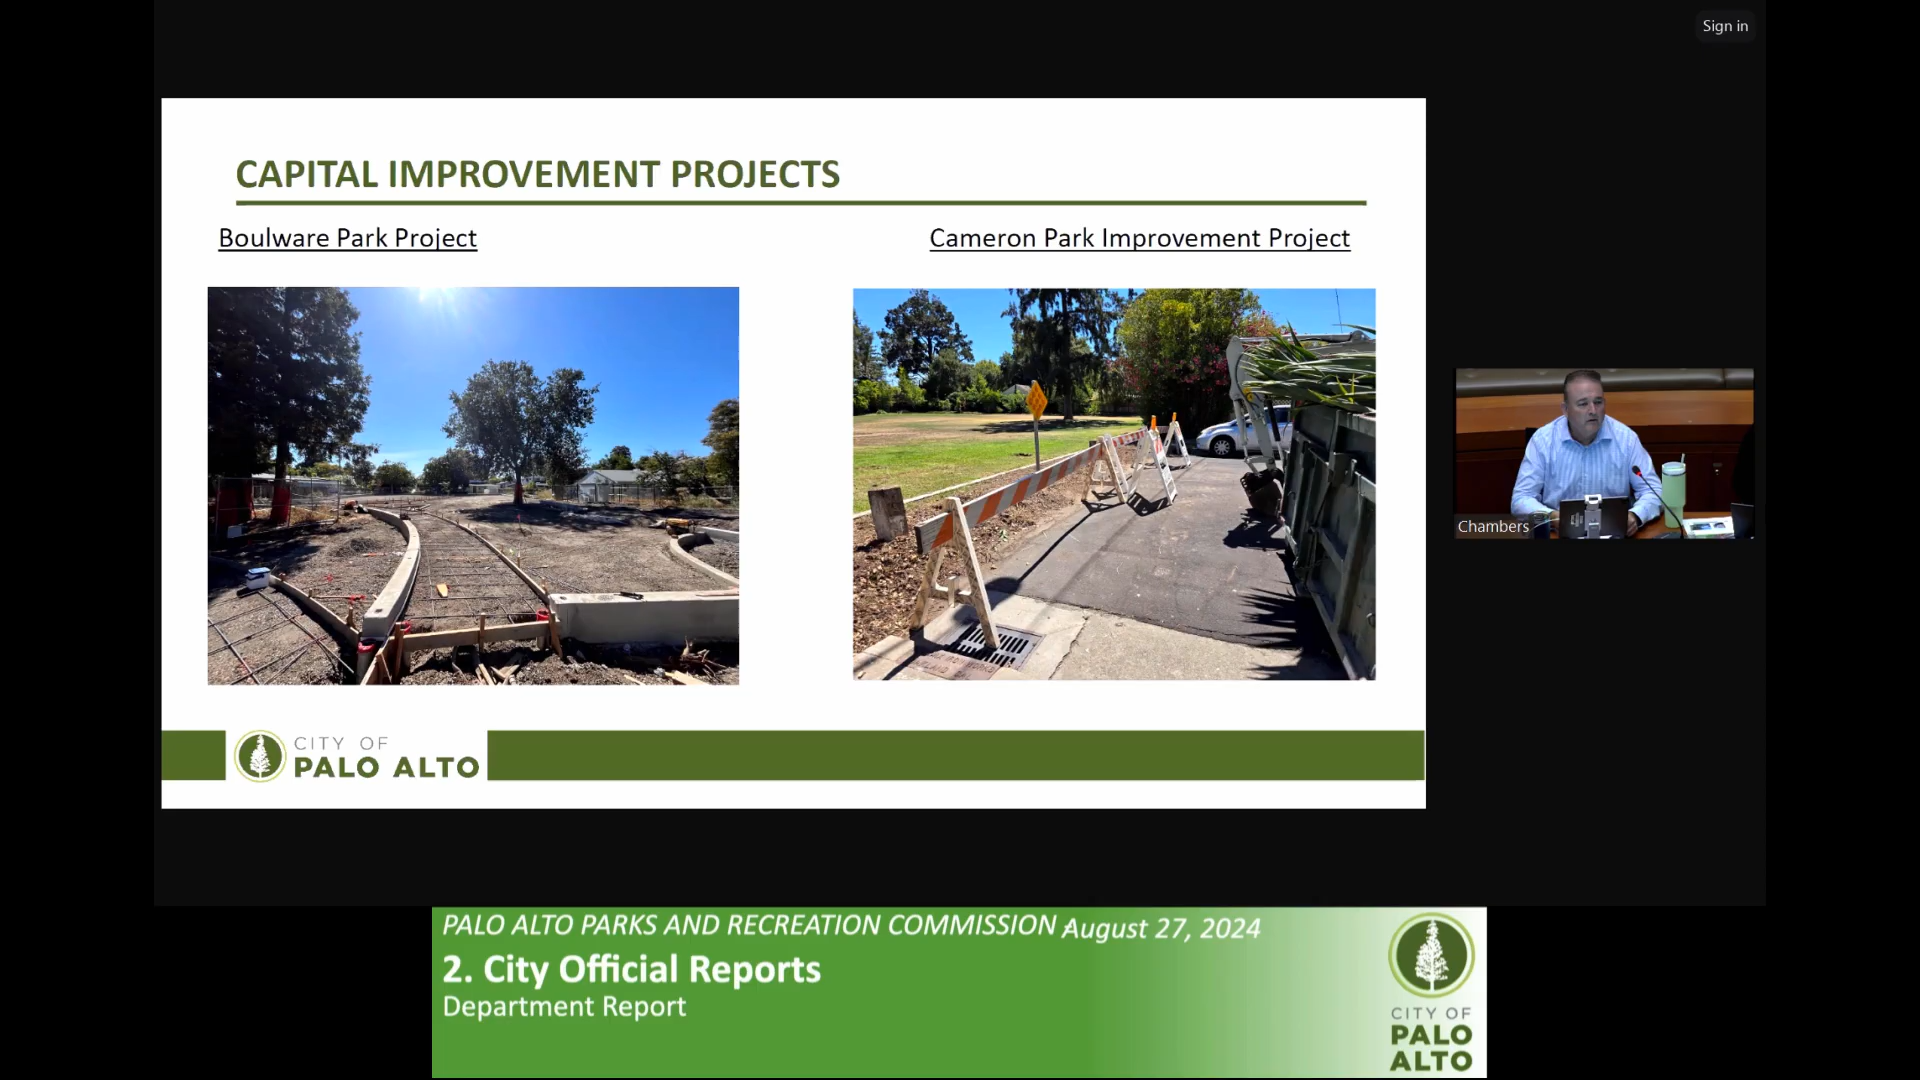 Sign in
CAPITAL IMPROVEMENT PROJECTS
Boulware Park Project
Cameron Park Improvement Project
Chambers
CITY OF
PALO ALTO
PALO ALTO PARKS AND RECREATION COMMISSION August 27, 2024
2. City Official Reports
Department Report
CITY OF
PALO
ALTO